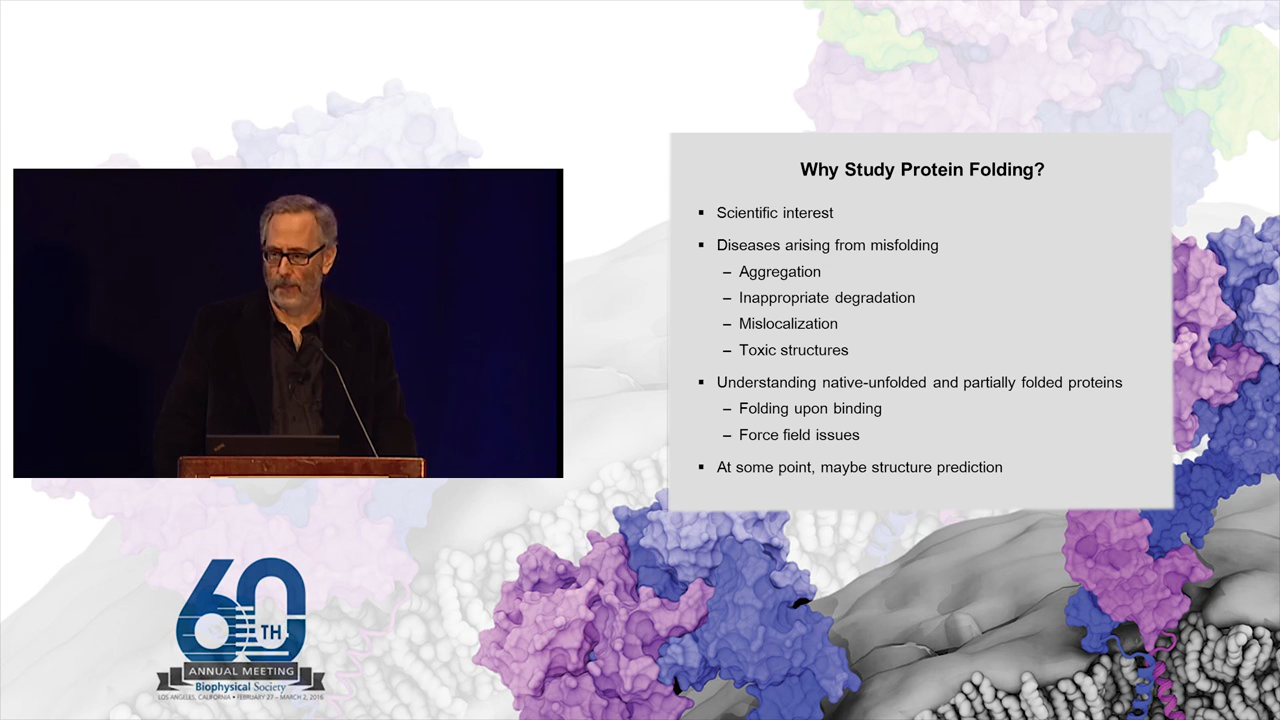 Why Study Protein Folding?
▪ Scientific interest
▪ Diseases arising from misfolding
– Aggregation
– Inappropriate degradation
– Mislocalization
– Toxic structures
▪ Understanding native-unfolded and partially folded proteins
– Folding upon binding
– Force field issues
▪ At some point, maybe structure prediction
60TH
ANNUAL MEETING
Biophysical Society
LOS ANGELES, CALIFORNIA • FEBRUARY 27 – MARCH 2, 2016